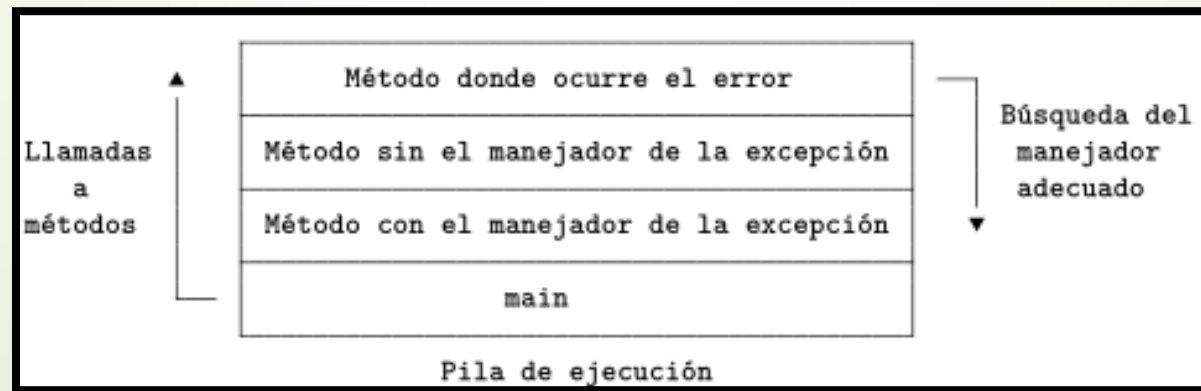 Método donde ocurre el error
Llamadas
a
métodos
Método sin el manejador de la excepción
Método con el manejador de la excepción
main
Búsqueda del
manejador
adecuado
Pila de ejecución